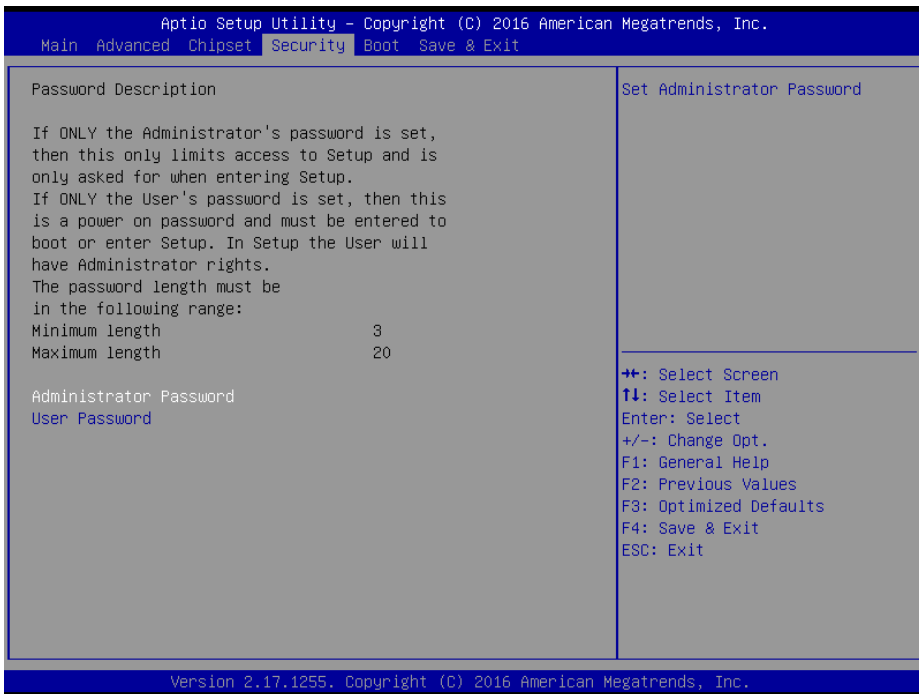 Aptio Setup Utility – Copyright (C) 2016 American Megatrends, Inc.
Main Advanced Chipset Security Boot Save & Exit
Password Description
If ONLY the Administrator's password is set,
then this only limits access to Setup and is
only asked for when entering Setup.
If ONLY the User's password is set, then this
is a power on password and must be entered to
boot or enter Setup. In Setup the User will
have Administrator rights.
The password length must be
in the following range:
Minimum length 3
Maximum length 20
Administrator Password
User Password
Set Administrator Password
→←: Select Screen
↑↓: Select Item
Enter: Select
+/-: Change Opt.
F1: General Help
F2: Previous Values
F3: Optimized Defaults
F4: Save & Exit
ESC: Exit
Version 2.17.1255. Copyright (C) 2016 American Megatrends, Inc.